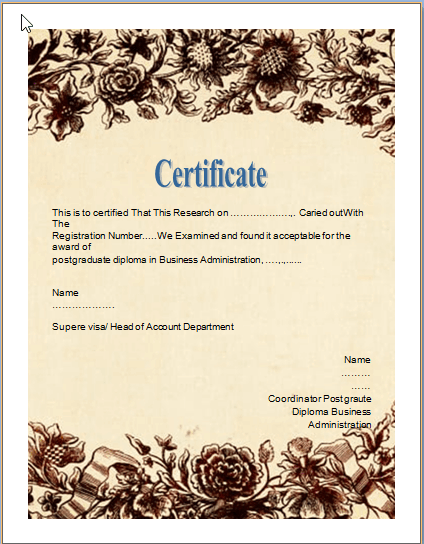 Certificate
This is to certified That This Research on ……………….,. Caried outWith
The
Registration Number…..We Examined and found it acceptable for the
award of
postgraduate diploma in Business Administration, ….,.,......
Name
……………….
Supere visa/ Head of Account Department
Name
………
……
Coordinator Postgraute
Diploma Business
Administration